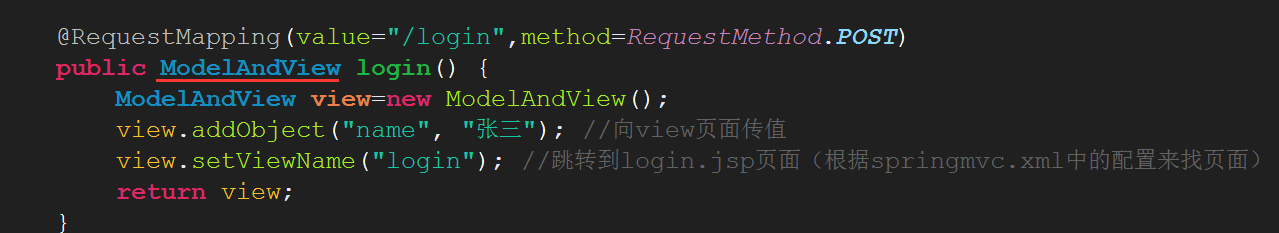 @RequestMapping(value="/login",method=RequestMethod.POST)
public ModelAndView login() {
ModelAndView view=new ModelAndView();
view.addObject("name", "张三"); //向view页面传值
view.setViewName("login"); //跳转到login.jsp页面（根据springmvc.xml中的配置来找页面）
return view;
}